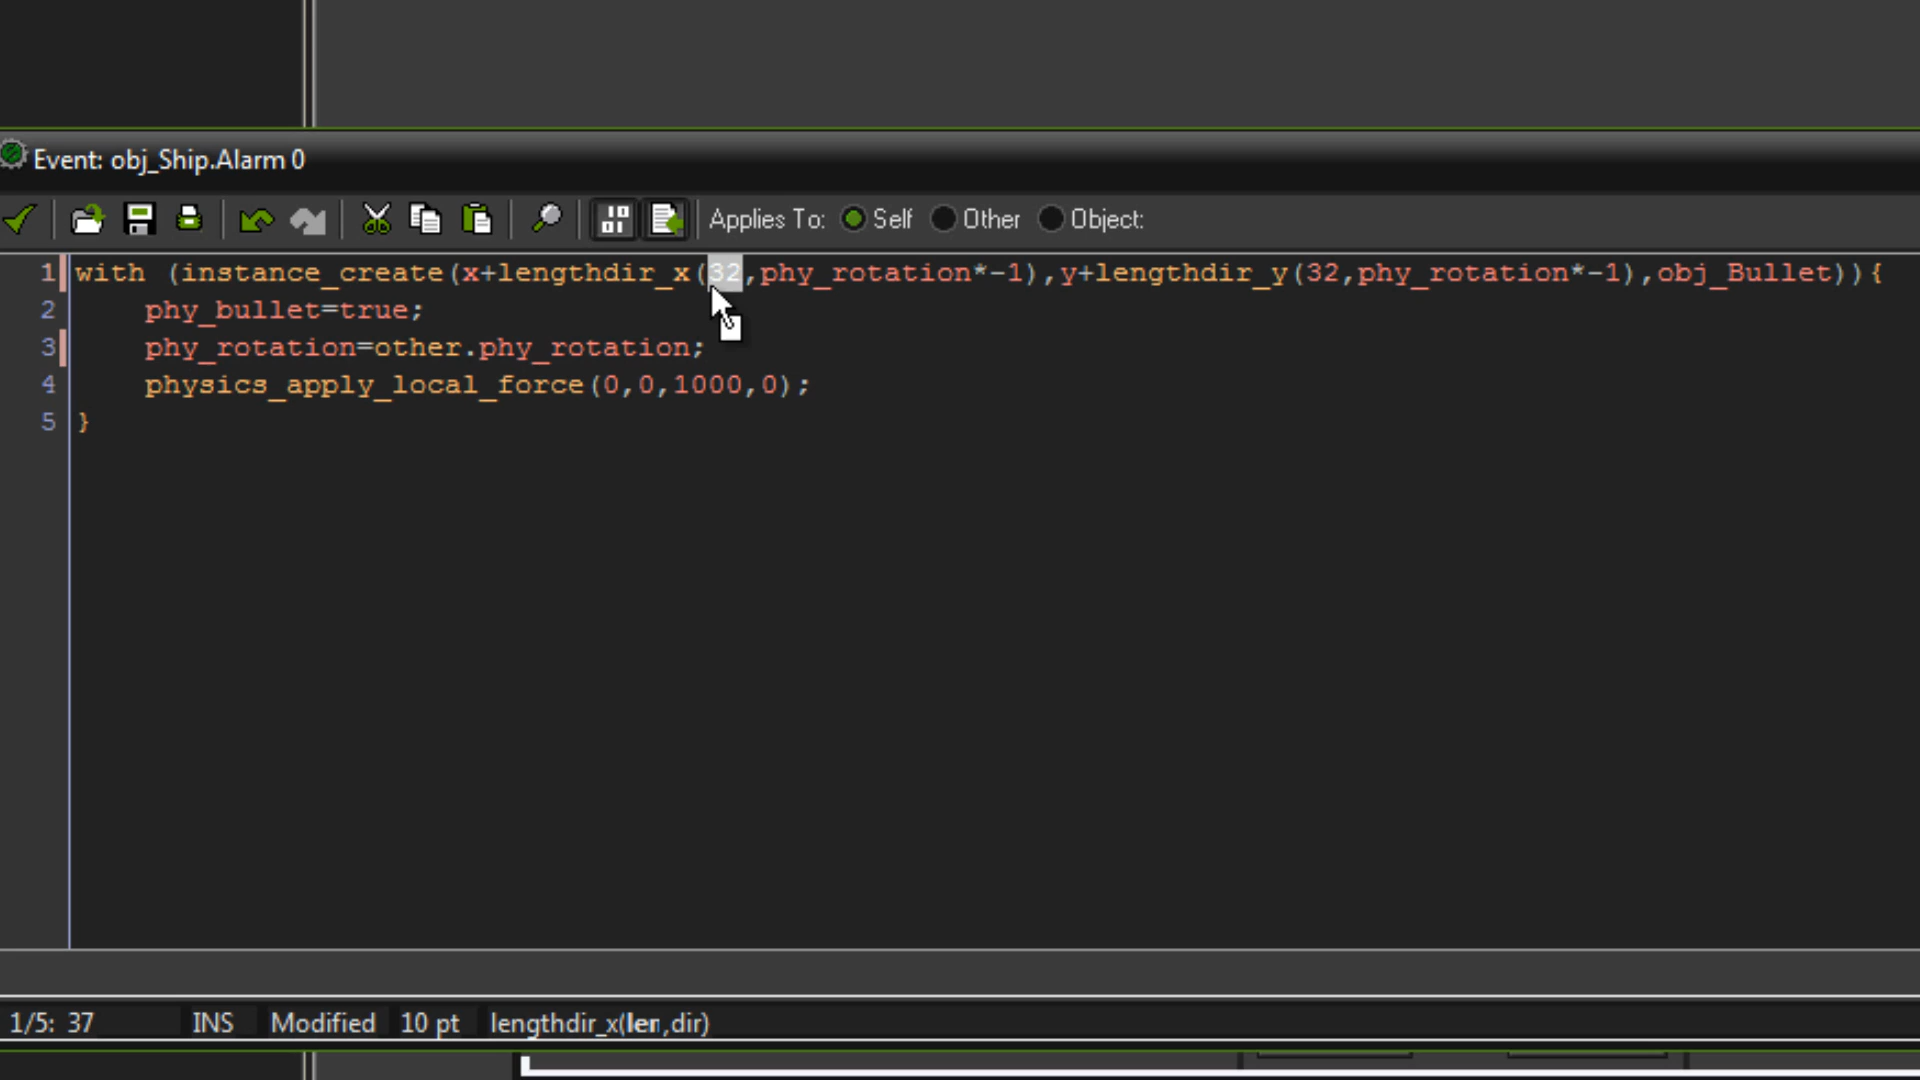 Event: obj_Ship.Alarm 0
Applies To: Self Other Object:
1 with (instance_create(x+lengthdir_x(32,phy_rotation*-1),y+lengthdir_y(32,phy_rotation*-1),obj_Bullet)){
2 phy_bullet=true;
3 phy_rotation=other.phy_rotation;
4 physics_apply_local_force(0,0,1000,0);
5 }
1/5: 37 INS Modified 10 pt lengthdir_x(len,dir)